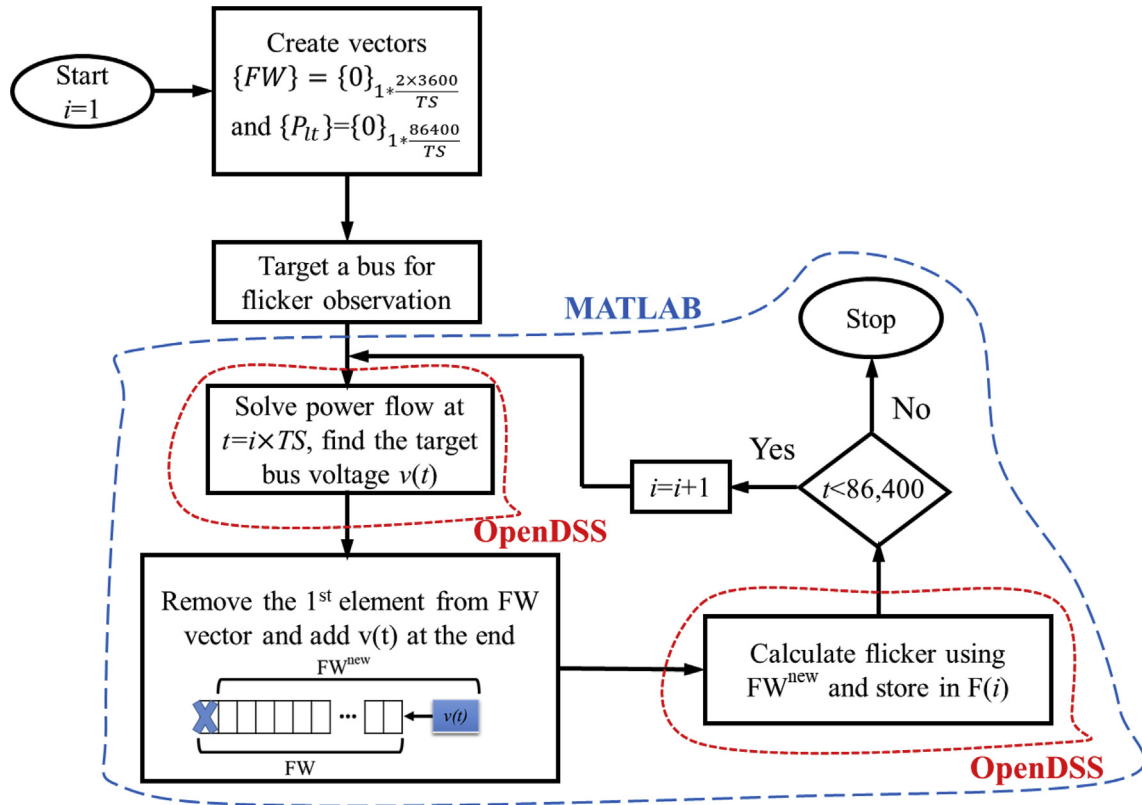 Start
i=1
Create vectors
{FW} = {0}1*2×3600/TS
and {Plt}={0}1*86400/TS
Target a bus for
flicker observation
MATLAB
Solve power flow at
t=i×TS, find the target
bus voltage v(t)
OpenDSS
Remove the 1st element from FW
vector and add v(t) at the end
FWnew
v(t)
FW
Calculate flicker using
FWnew and store in F(i)
OpenDSS
t<86,400
Yes
i=i+1
No
Stop